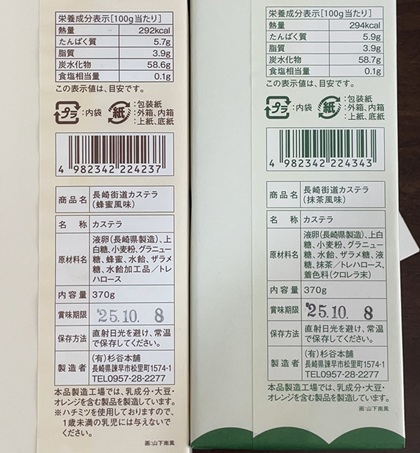 栄養成分表示[100g当たり]
熱量 292kcal
たんぱく質 5.7g
脂質 3.9g
炭水化物 58.6g
食塩相当量 0.1g
この表示値は、目安です。
プラ :内袋
紙 :包装紙
外箱、内箱
上紙、底紙
4 982342 224237
商品名 長崎街道カステラ
(蜂蜜風味)
名称 カステラ
原材料名 液卵(長崎県製造)、上
白糖、小麦粉、グラニュー
糖、蜂蜜、水飴、ザラメ
糖、水飴加工品/トレ
ハロース
内容量 370g
賞味期限 25.10.8
保存方法 直射日光を避け、常温
で保存してください。
製造者 (有)杉谷本舗
長崎県諫早市松里町1574-1
TEL0957-28-2277
本品製造工場では、乳成分・大豆・
オレンジを含む製品を製造しています。
※ハチミツを使用しておりますので、
1歳未満の乳児には与えない
でください。
画:山下南風
栄養成分表示[100g当たり]
熱量 294kcal
たんぱく質 5.7g
脂質 3.9g
炭水化物 58.7g
食塩相当量 0.1g
この表示値は、目安です。
プラ :内袋
紙 :包装紙
外箱、内箱
上紙、底紙
4 982342 224343
商品名 長崎街道カステラ
(抹茶風味)
名称 カステラ
原材料名 液卵(長崎県製造)、上白
糖、小麦粉、グラニュー
糖、水飴、ザラメ糖、蜂
糖、抹茶/トレハロース、
着色料(クロレラ末)
内容量 370g
賞味期限 25.10.8
保存方法 直射日光を避け、常温
で保存してください。
製造者 (有)杉谷本舗
長崎県諫早市松里町1574-1
TEL0957-28-2277
本品製造工場では、乳成分・大豆・
オレンジを含む製品を製造しています。
画:山下南風